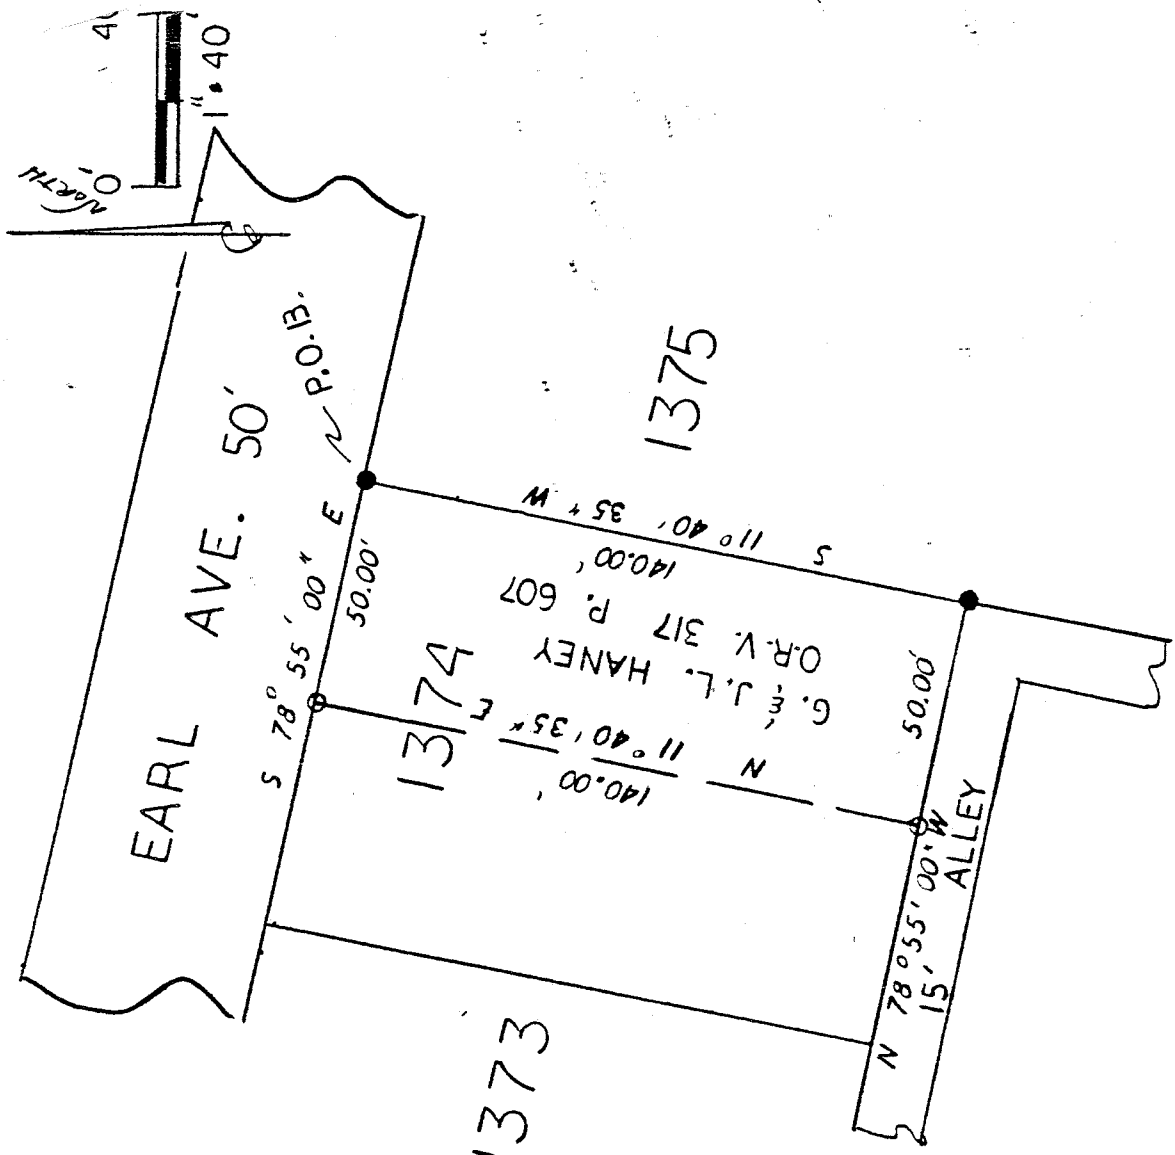 NORTH
0'
1" = 40
EARL AVE. 50'
P.O.B.
S 78° 55' 00" E
50.00'
1375
S 11° 40' 35" W
140.00'
1374
G. & J.L. HANEY
O.R.V. 317 P. 607
N 11° 40' 35" E
140.00'
50.00'
N 78° 55' 00" W
15' ALLEY
1373